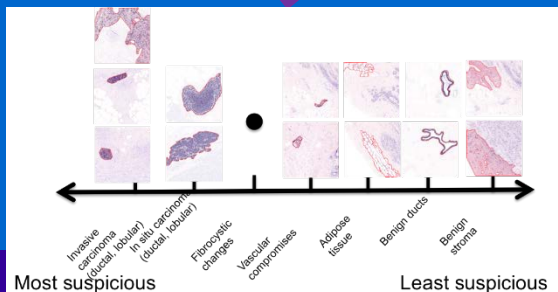 Invasive
carcinoma
(ductal, lobular)
In situ carcinoma
(ductal, lobular)
Fibrocystic
changes
Vascular
compromises
Adipose
tissue
Benign ducts
Benign
stroma
Most suspicious
Least suspicious